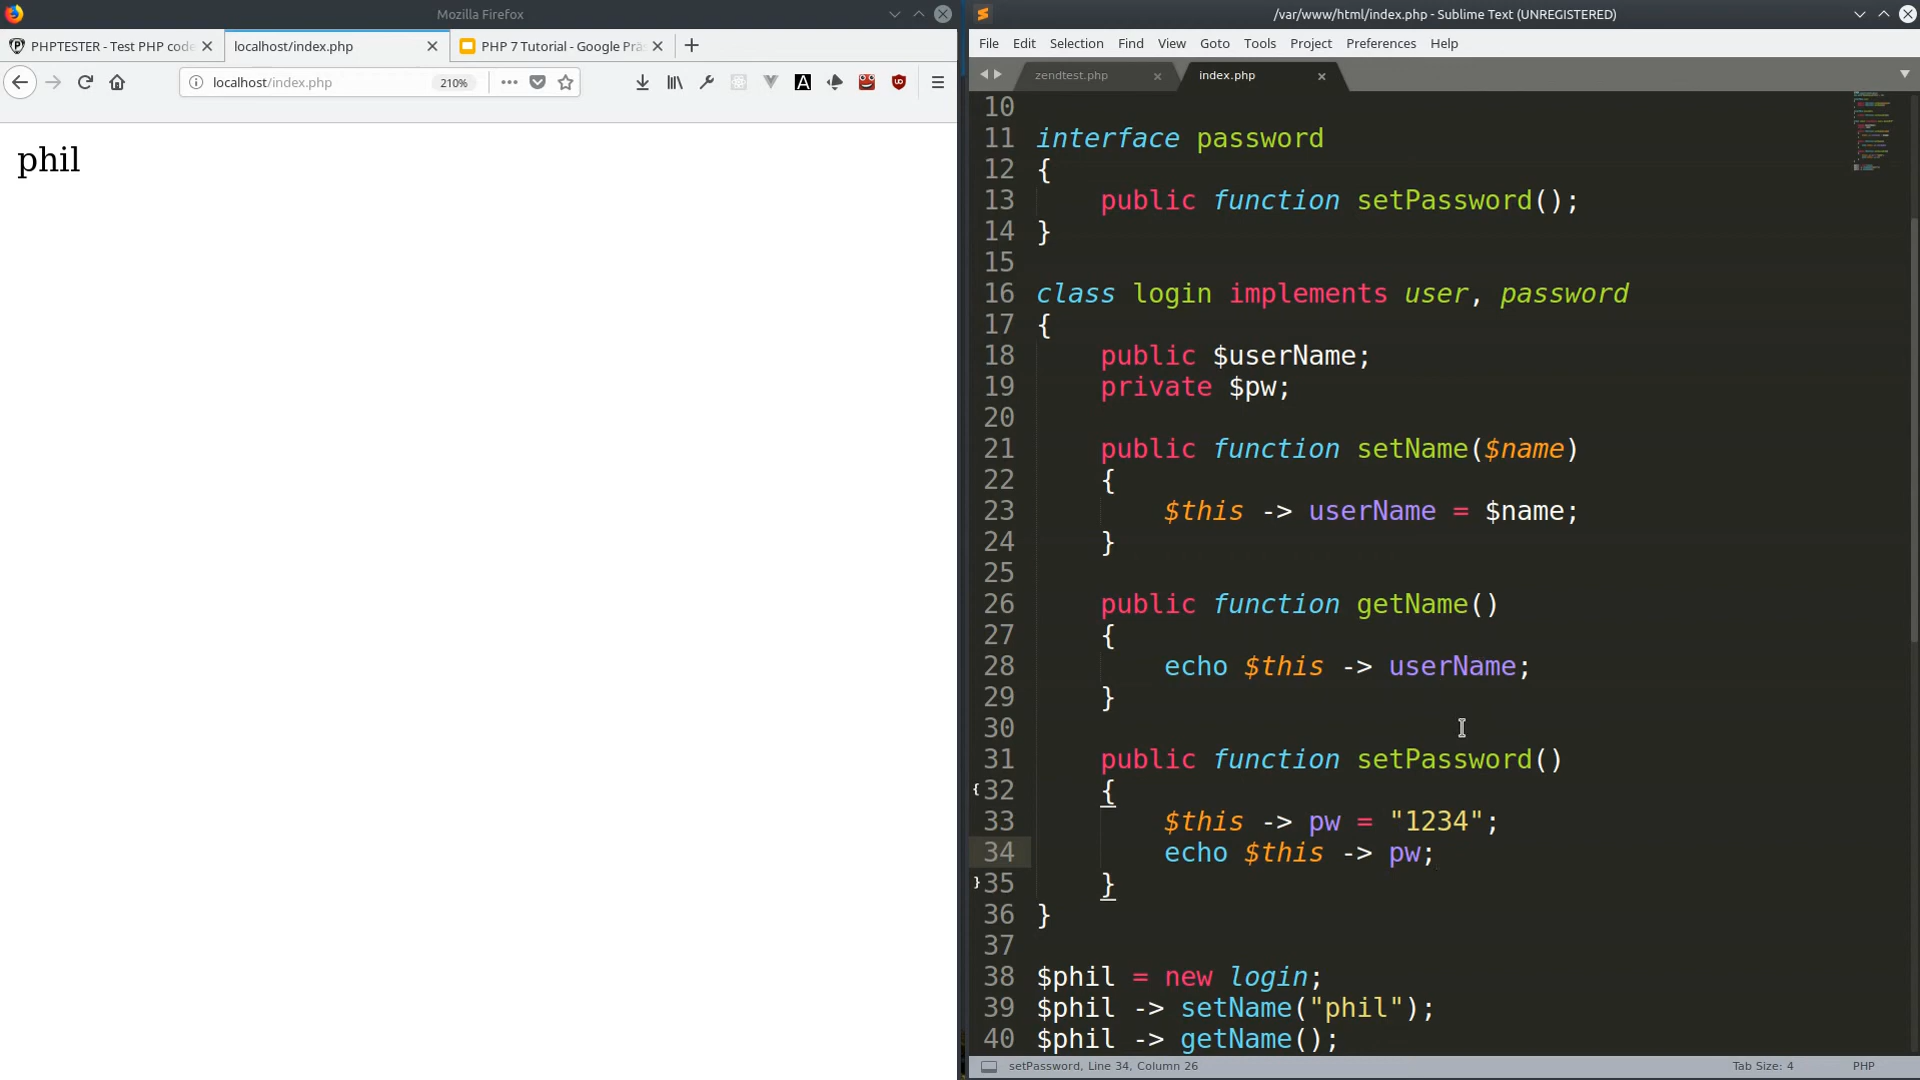 Mozilla Firefox
PHPTESTER - Test PHP code
localhost/index.php
PHP 7 Tutorial - Google Prä
localhost/index.php
210%
phil
/var/www/html/index.php - Sublime Text (UNREGISTERED)
File Edit Selection Find View Goto Tools Project Preferences Help
zendtest.php
index.php
10
11 interface password
12 {
13 public function setPassword();
14 }
15
16 class login implements user, password
17 {
18 public $userName;
19 private $pw;
20
21 public function setName($name)
22 {
23 $this -> userName = $name;
24 }
25
26 public function getName()
27 {
28 echo $this -> userName;
29 }
30
31 public function setPassword()
32 {
33 $this -> pw = "1234";
34 echo $this -> pw;
35 }
36 }
37
38 $phil = new login;
39 $phil -> setName("phil");
40 $phil -> getName();
setPassword, Line 34, Column 26
Tab Size: 4
PHP